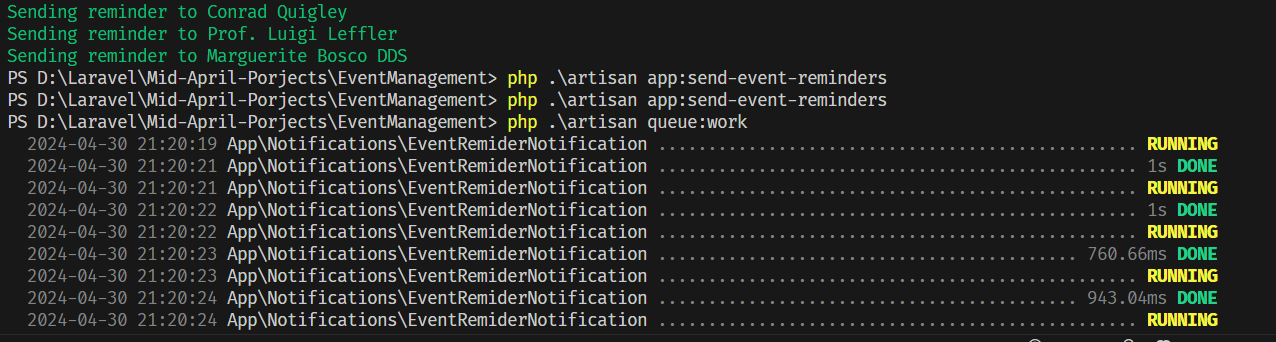 Sending reminder to Conrad Quigley
Sending reminder to Prof. Luigi Leffler
Sending reminder to Marguerite Bosco DDS
PS D:\Laravel\Mid-April-Porjects\EventManagement> php .\artisan app:send-event-reminders
PS D:\Laravel\Mid-April-Porjects\EventManagement> php .\artisan app:send-event-reminders
PS D:\Laravel\Mid-April-Porjects\EventManagement> php .\artisan queue:work
2024-04-30 21:20:19 App\Notifications\EventRemiderNotification ................................................ RUNNING
2024-04-30 21:20:21 App\Notifications\EventRemiderNotification ................................................ 1s DONE
2024-04-30 21:20:21 App\Notifications\EventRemiderNotification ................................................ RUNNING
2024-04-30 21:20:22 App\Notifications\EventRemiderNotification ................................................ 1s DONE
2024-04-30 21:20:22 App\Notifications\EventRemiderNotification ................................................ RUNNING
2024-04-30 21:20:23 App\Notifications\EventRemiderNotification .......................................... 760.66ms DONE
2024-04-30 21:20:23 App\Notifications\EventRemiderNotification ................................................ RUNNING
2024-04-30 21:20:24 App\Notifications\EventRemiderNotification .......................................... 943.04ms DONE
2024-04-30 21:20:24 App\Notifications\EventRemiderNotification ................................................ RUNNING